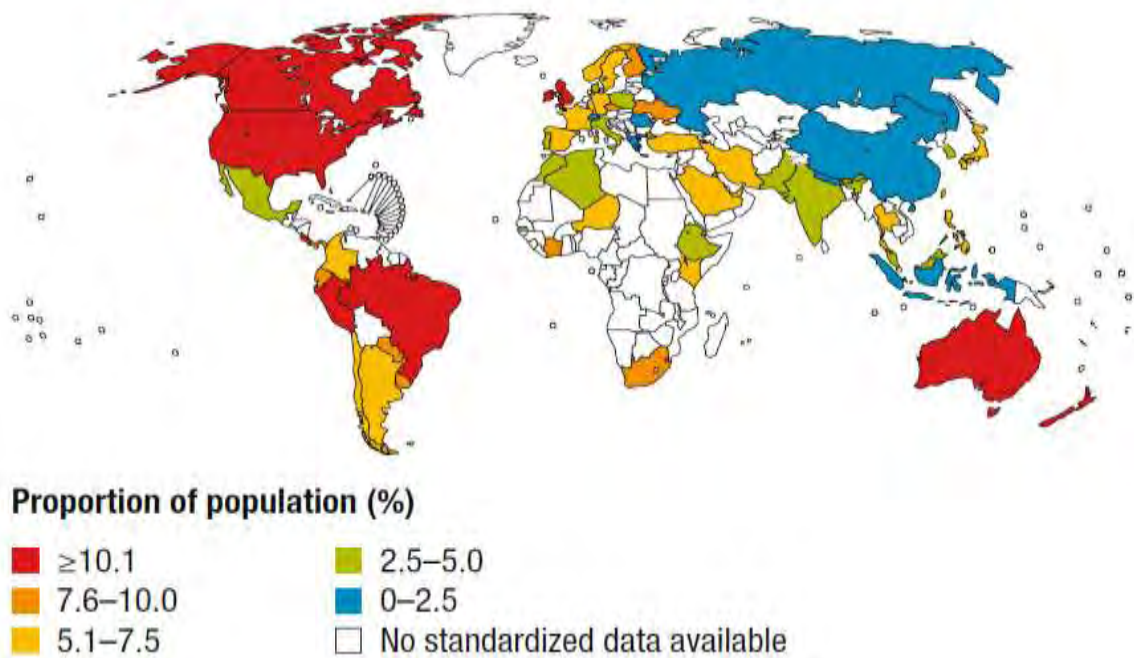 Proportion of population (%)
≥10.1
7.6–10.0
5.1–7.5
2.5–5.0
0–2.5
No standardized data available